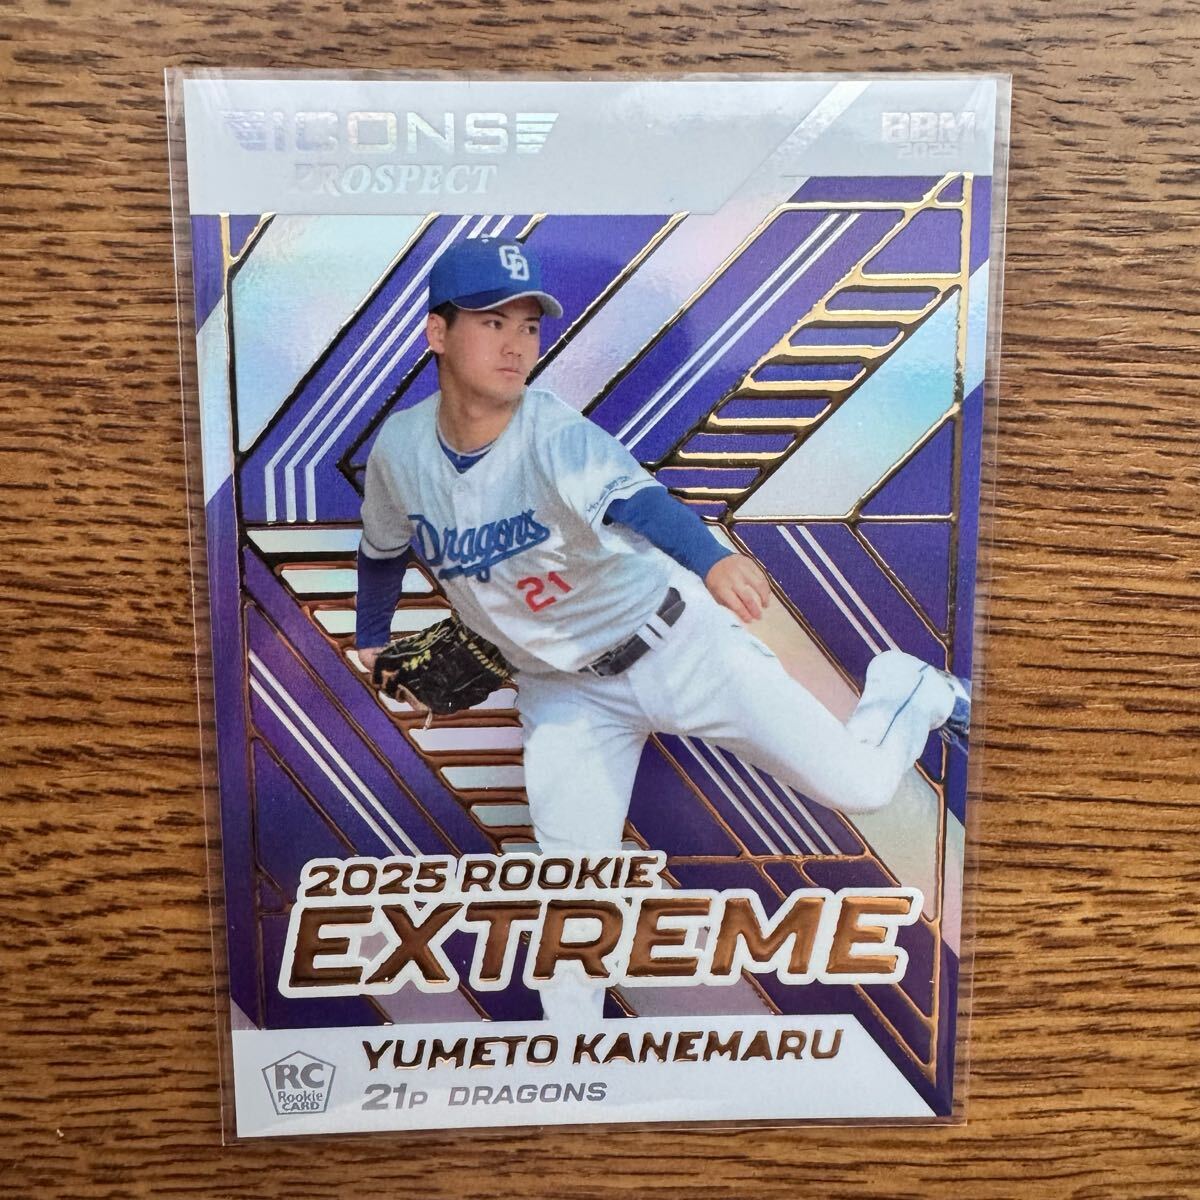 ICONS
PROSPECT
BBM
2025
CD
Dragons
21
2025 ROOKIE
EXTREME
YUMETO KANEMARU
RC
Rookie
CARD
21P DRAGONS